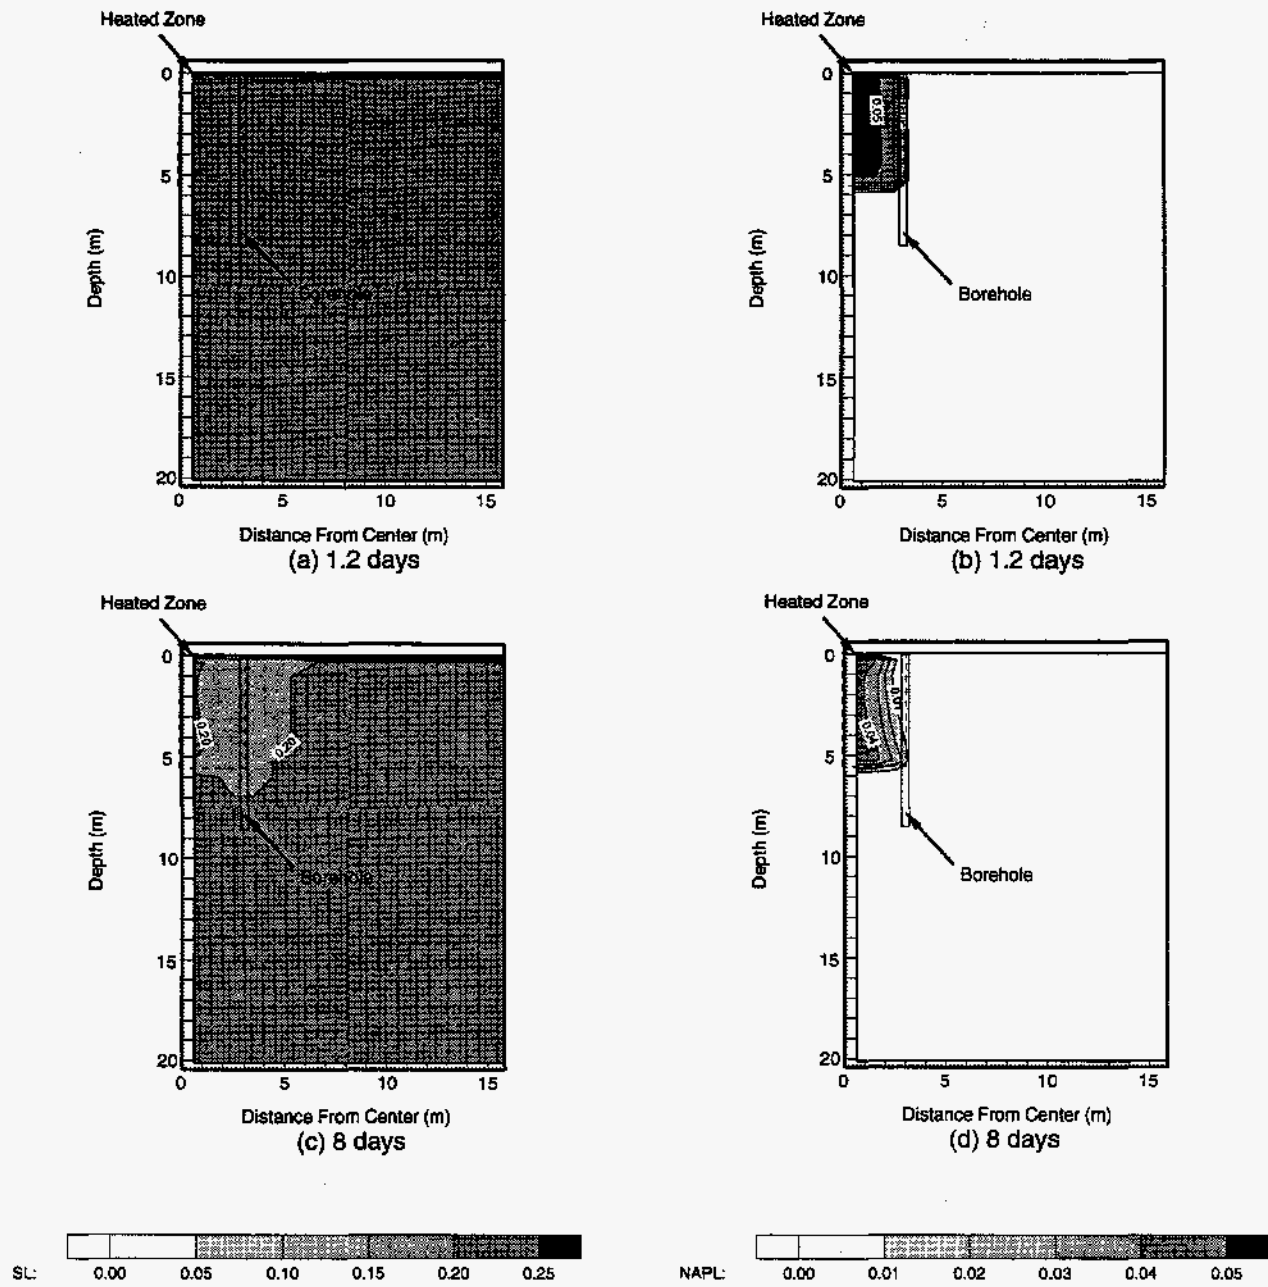 Heated Zone
Heated Zone
0
5
10
15
20
Depth (m)
0.05
Borehole
0
5
10
15
20
Depth (m)
Borehole
0 5 10 15
Distance From Center (m)
(a) 1.2 days
0 5 10 15
Distance From Center (m)
(b) 1.2 days
Heated Zone
Heated Zone
0
5
10
15
20
Depth (m)
0.20
0.20
Borehole
0
5
10
15
20
Depth (m)
0.01
0.04
Borehole
0 5 10 15
Distance From Center (m)
(c) 8 days
0 5 10 15
Distance From Center (m)
(d) 8 days
SL: 0.00 0.05 0.10 0.15 0.20 0.25
NAPL: 0.00 0.01 0.02 0.03 0.04 0.05